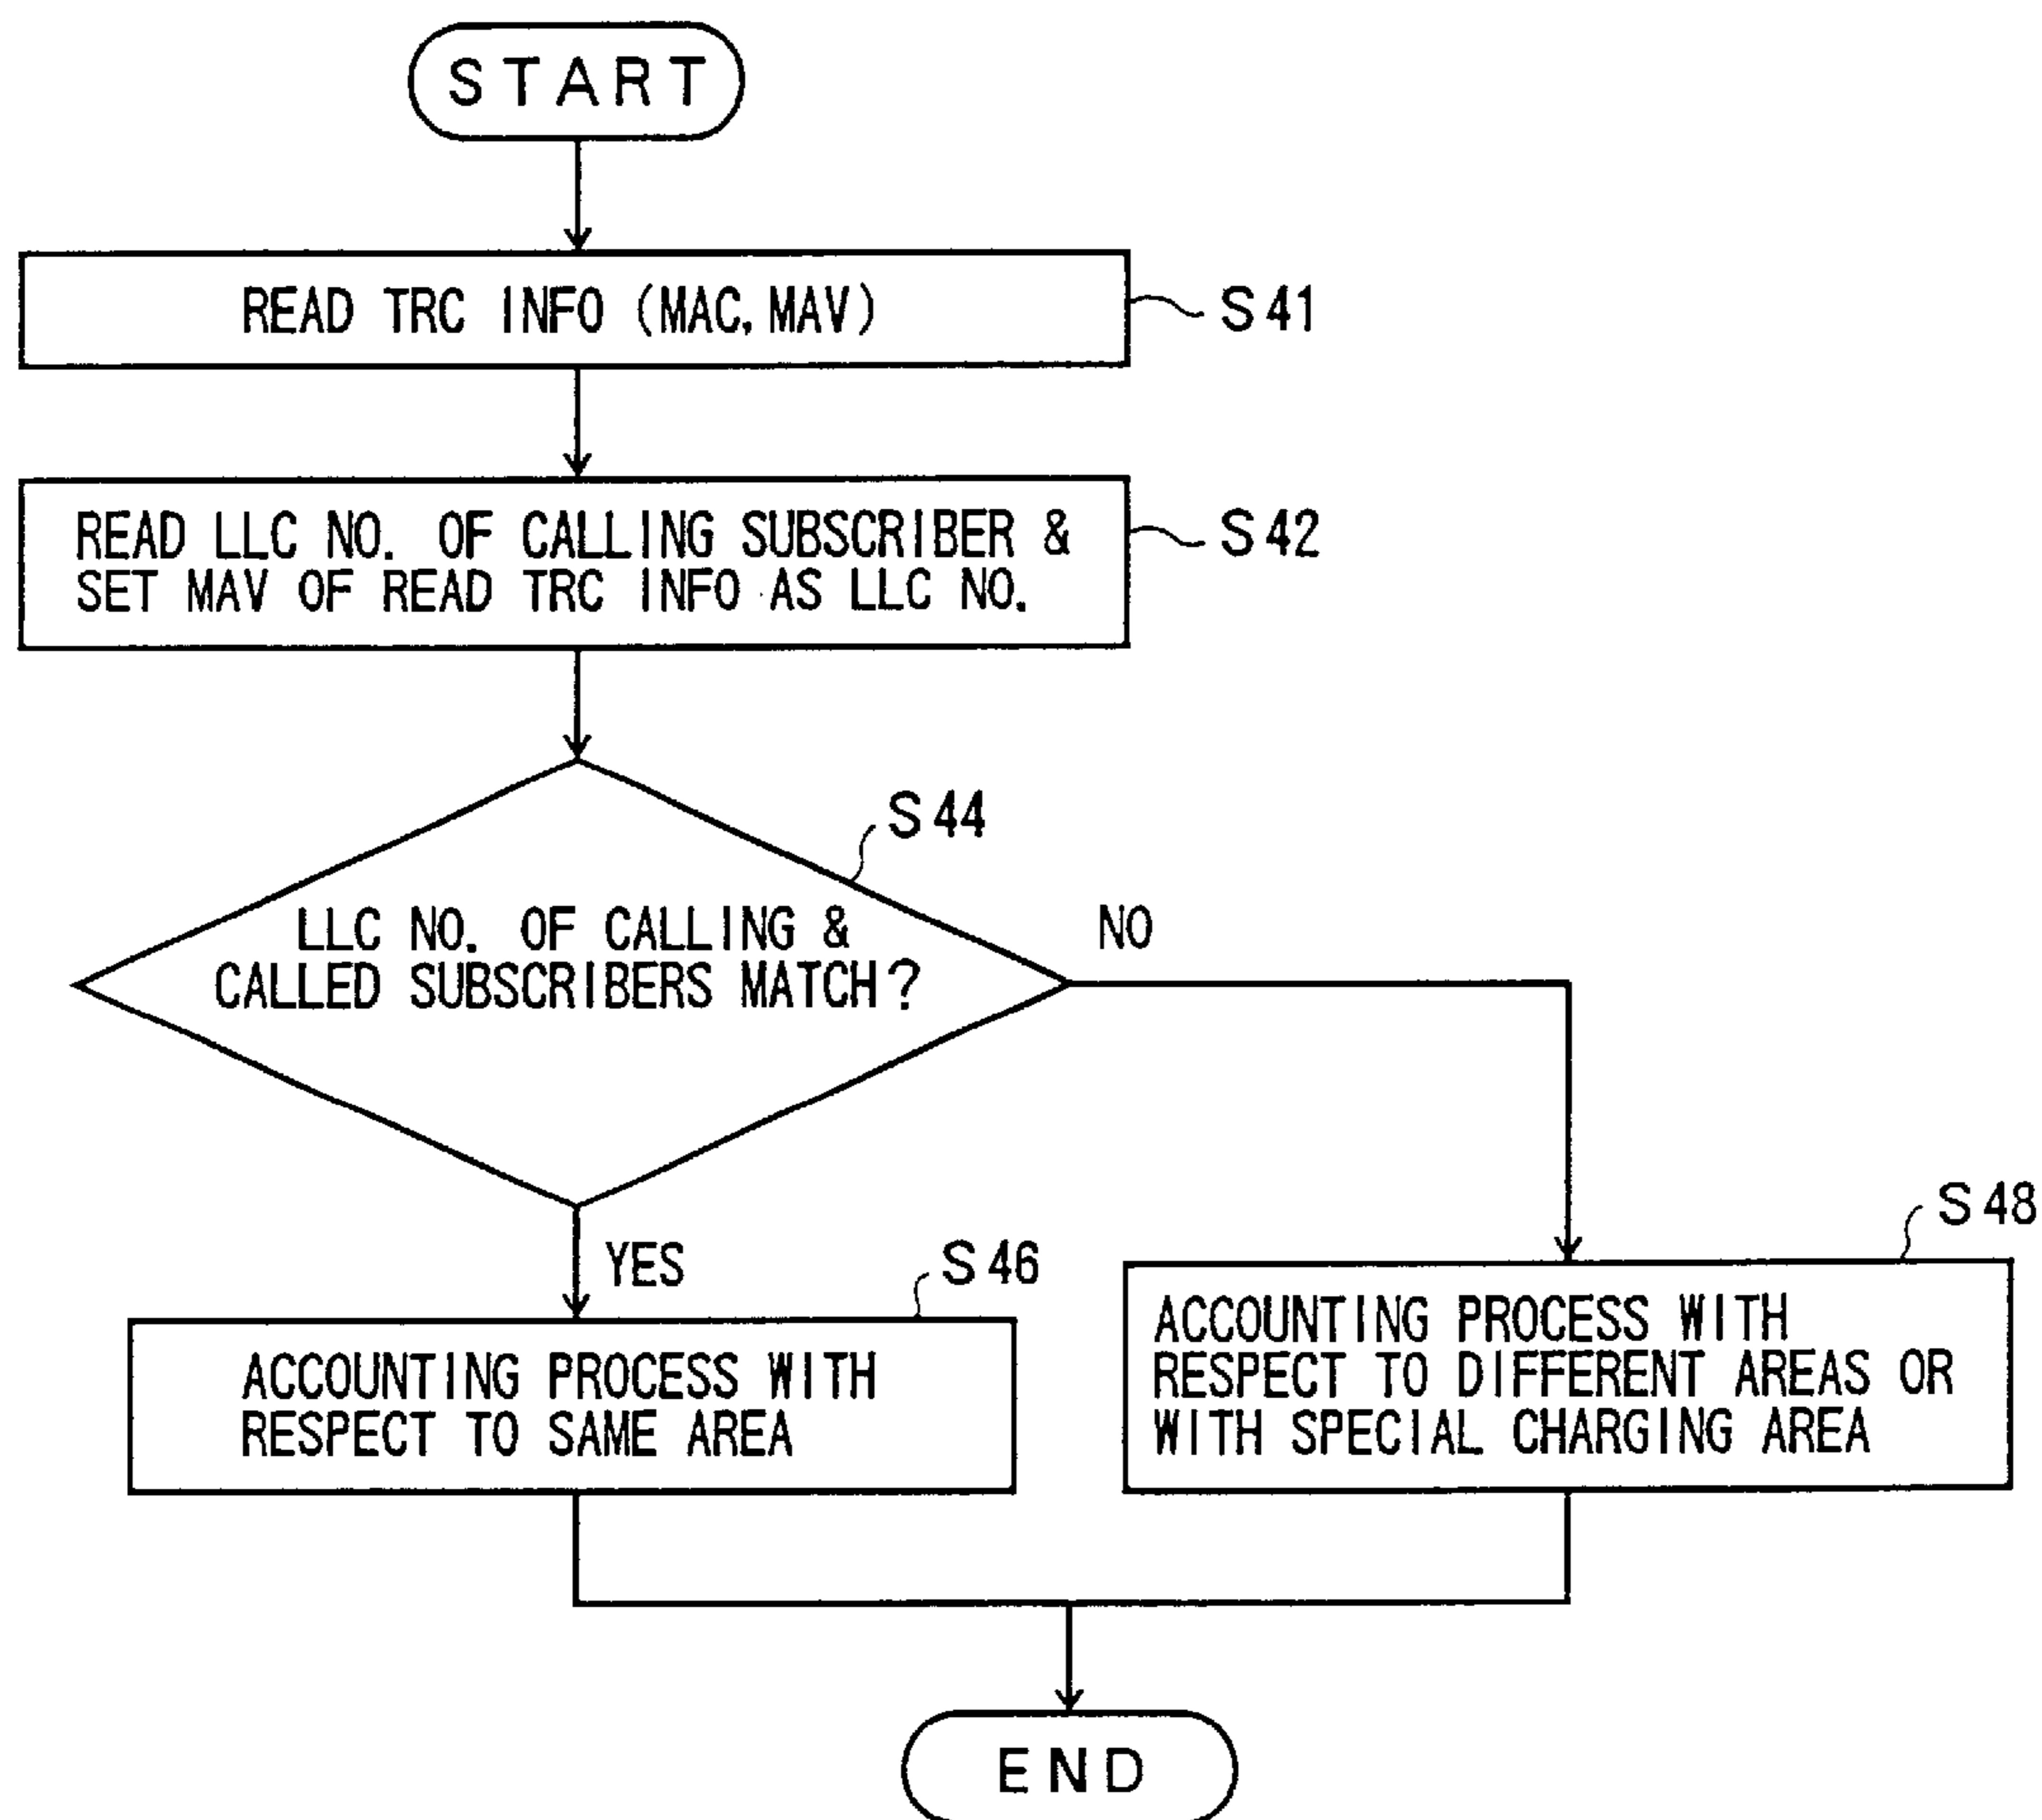 START
READ TRC INFO (MAC, MAV)
S41
READ LLC NO. OF CALLING SUBSCRIBER &
SET MAV OF READ TRC INFO AS LLC NO.
S42
S44
LLC NO. OF CALLING &
CALLED SUBSCRIBERS MATCH?
NO
YES
S46
ACCOUNTING PROCESS WITH
RESPECT TO SAME AREA
S48
ACCOUNTING PROCESS WITH
RESPECT TO DIFFERENT AREAS OR
WITH SPECIAL CHARGING AREA
END